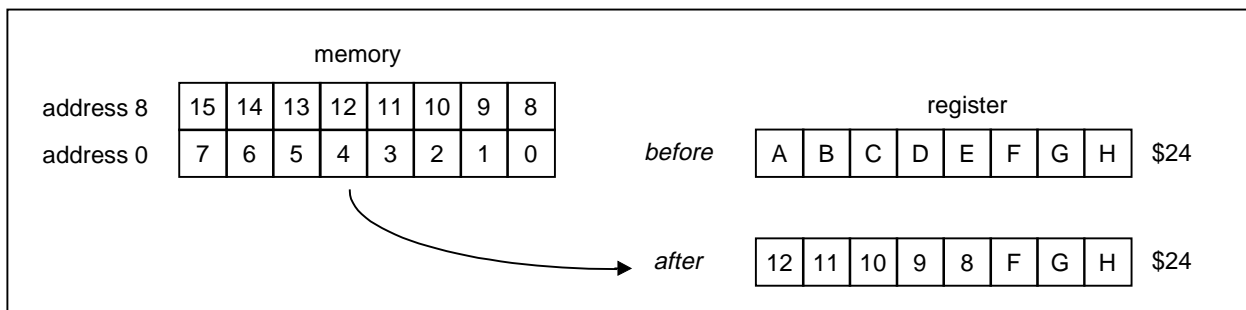 memory
address 8 15 14 13 12 11 10 9 8
register
address 0 7 6 5 4 3 2 1 0
before A B C D E F G H $24
after 12 11 10 9 8 F G H $24